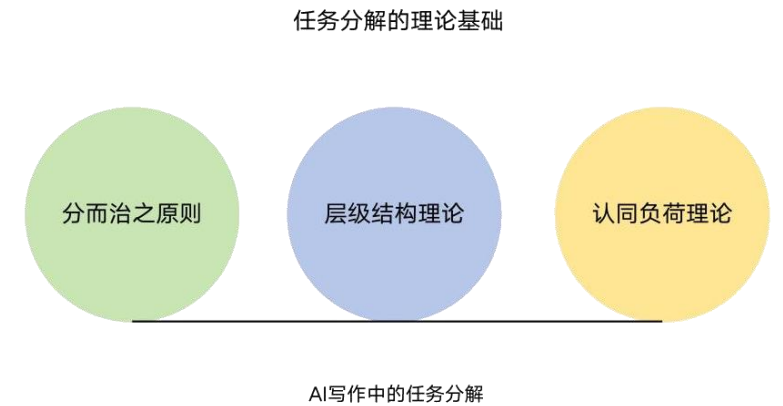 任务分解的理论基础
分而治之原则
层级结构理论
认同负荷理论
AI写作中的任务分解